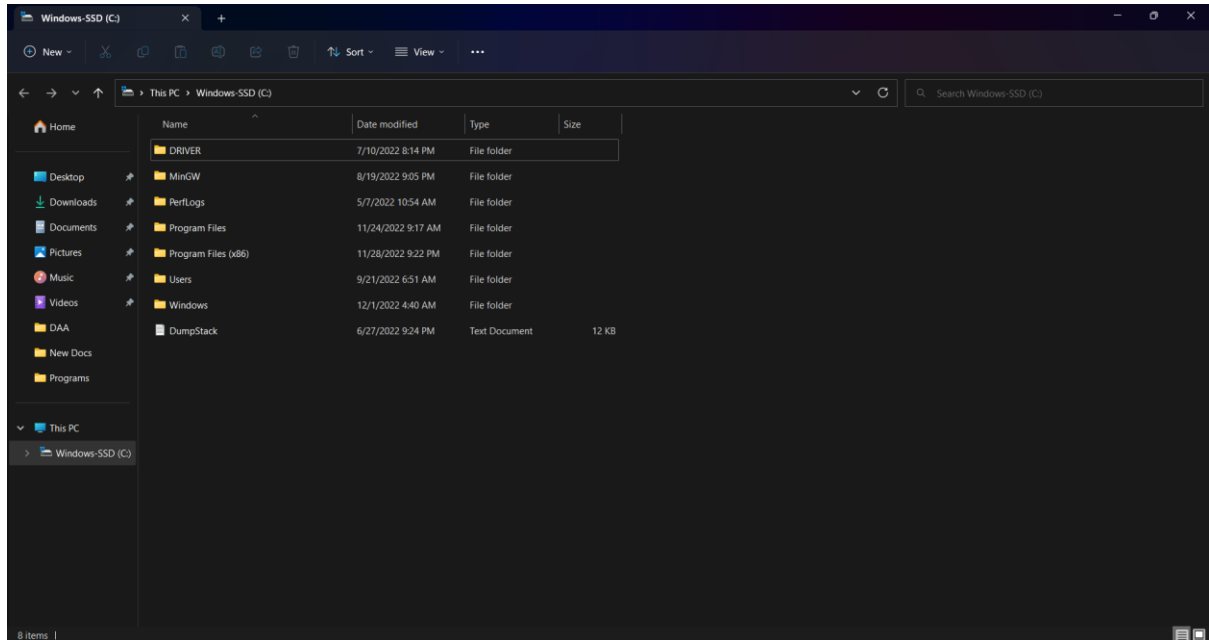 Windows-SSD (C:)
New
Sort
View
This PC > Windows-SSD (C:)
Search Windows-SSD (C:)
Home
Desktop
Downloads
Documents
Pictures
Music
Videos
DAA
New Docs
Programs
This PC
Windows-SSD (C:)
Name Date modified Type Size
DRIVER 7/10/2022 8:14 PM File folder
MinGW 8/19/2022 9:05 PM File folder
PerfLogs 5/7/2022 10:54 AM File folder
Program Files 11/24/2022 9:17 AM File folder
Program Files (x86) 11/28/2022 9:22 PM File folder
Users 9/21/2022 6:51 AM File folder
Windows 12/1/2022 4:40 AM File folder
DumpStack 6/27/2022 9:24 PM Text Document 12 KB
8 items